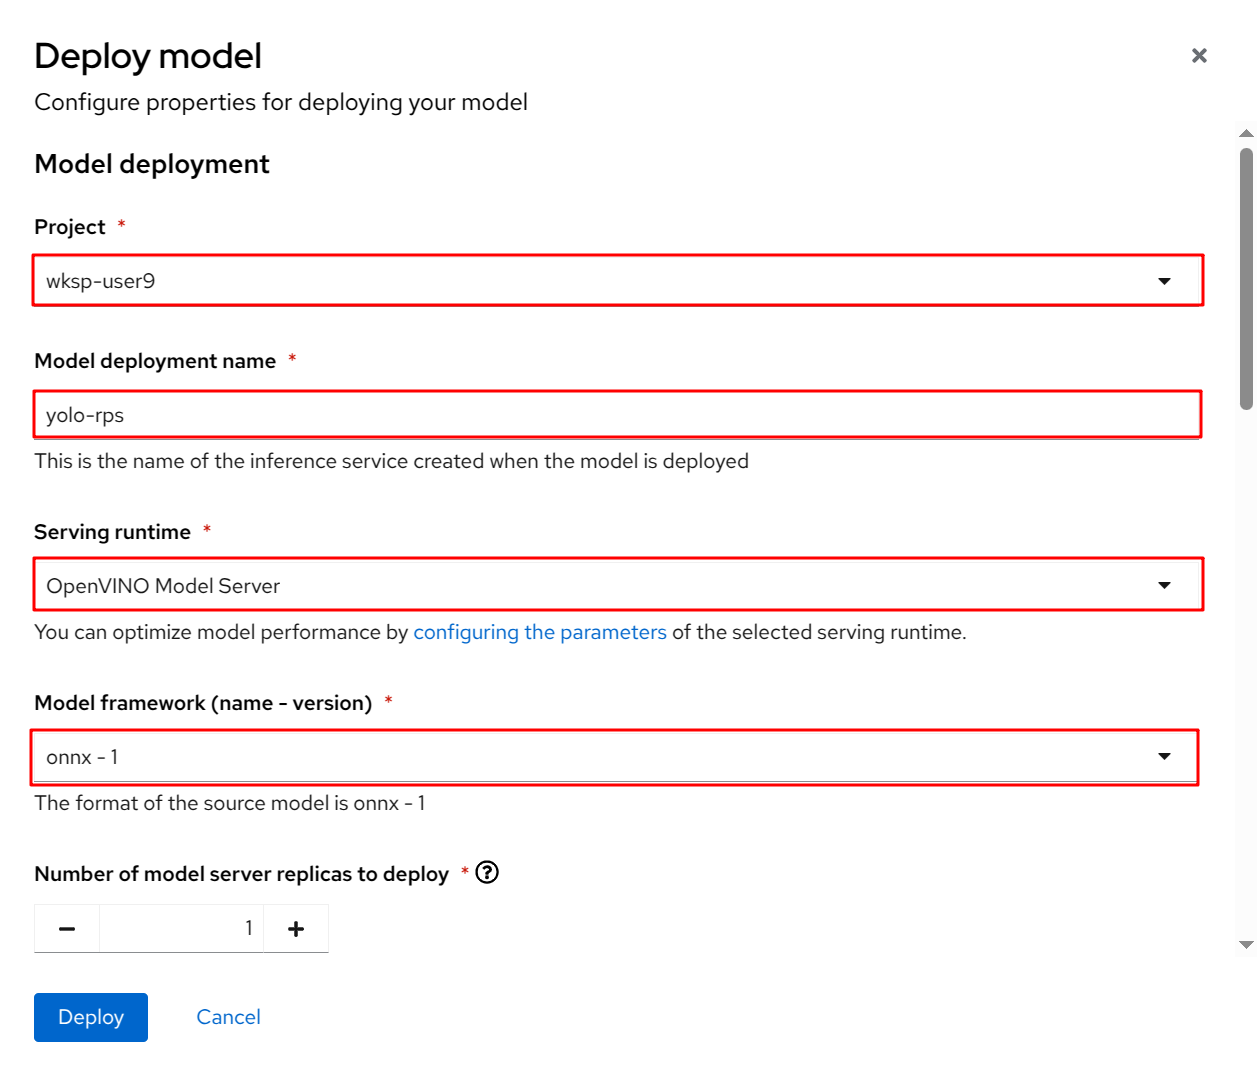 Deploy model
Configure properties for deploying your model
Model deployment
Project *
wksp-user9
Model deployment name *
yolo-rps
This is the name of the inference service created when the model is deployed
Serving runtime *
OpenVINO Model Server
You can optimize model performance by configuring the parameters of the selected serving runtime.
Model framework (name - version) *
onnx - 1
The format of the source model is onnx - 1
Number of model server replicas to deploy *
1
Deploy Cancel